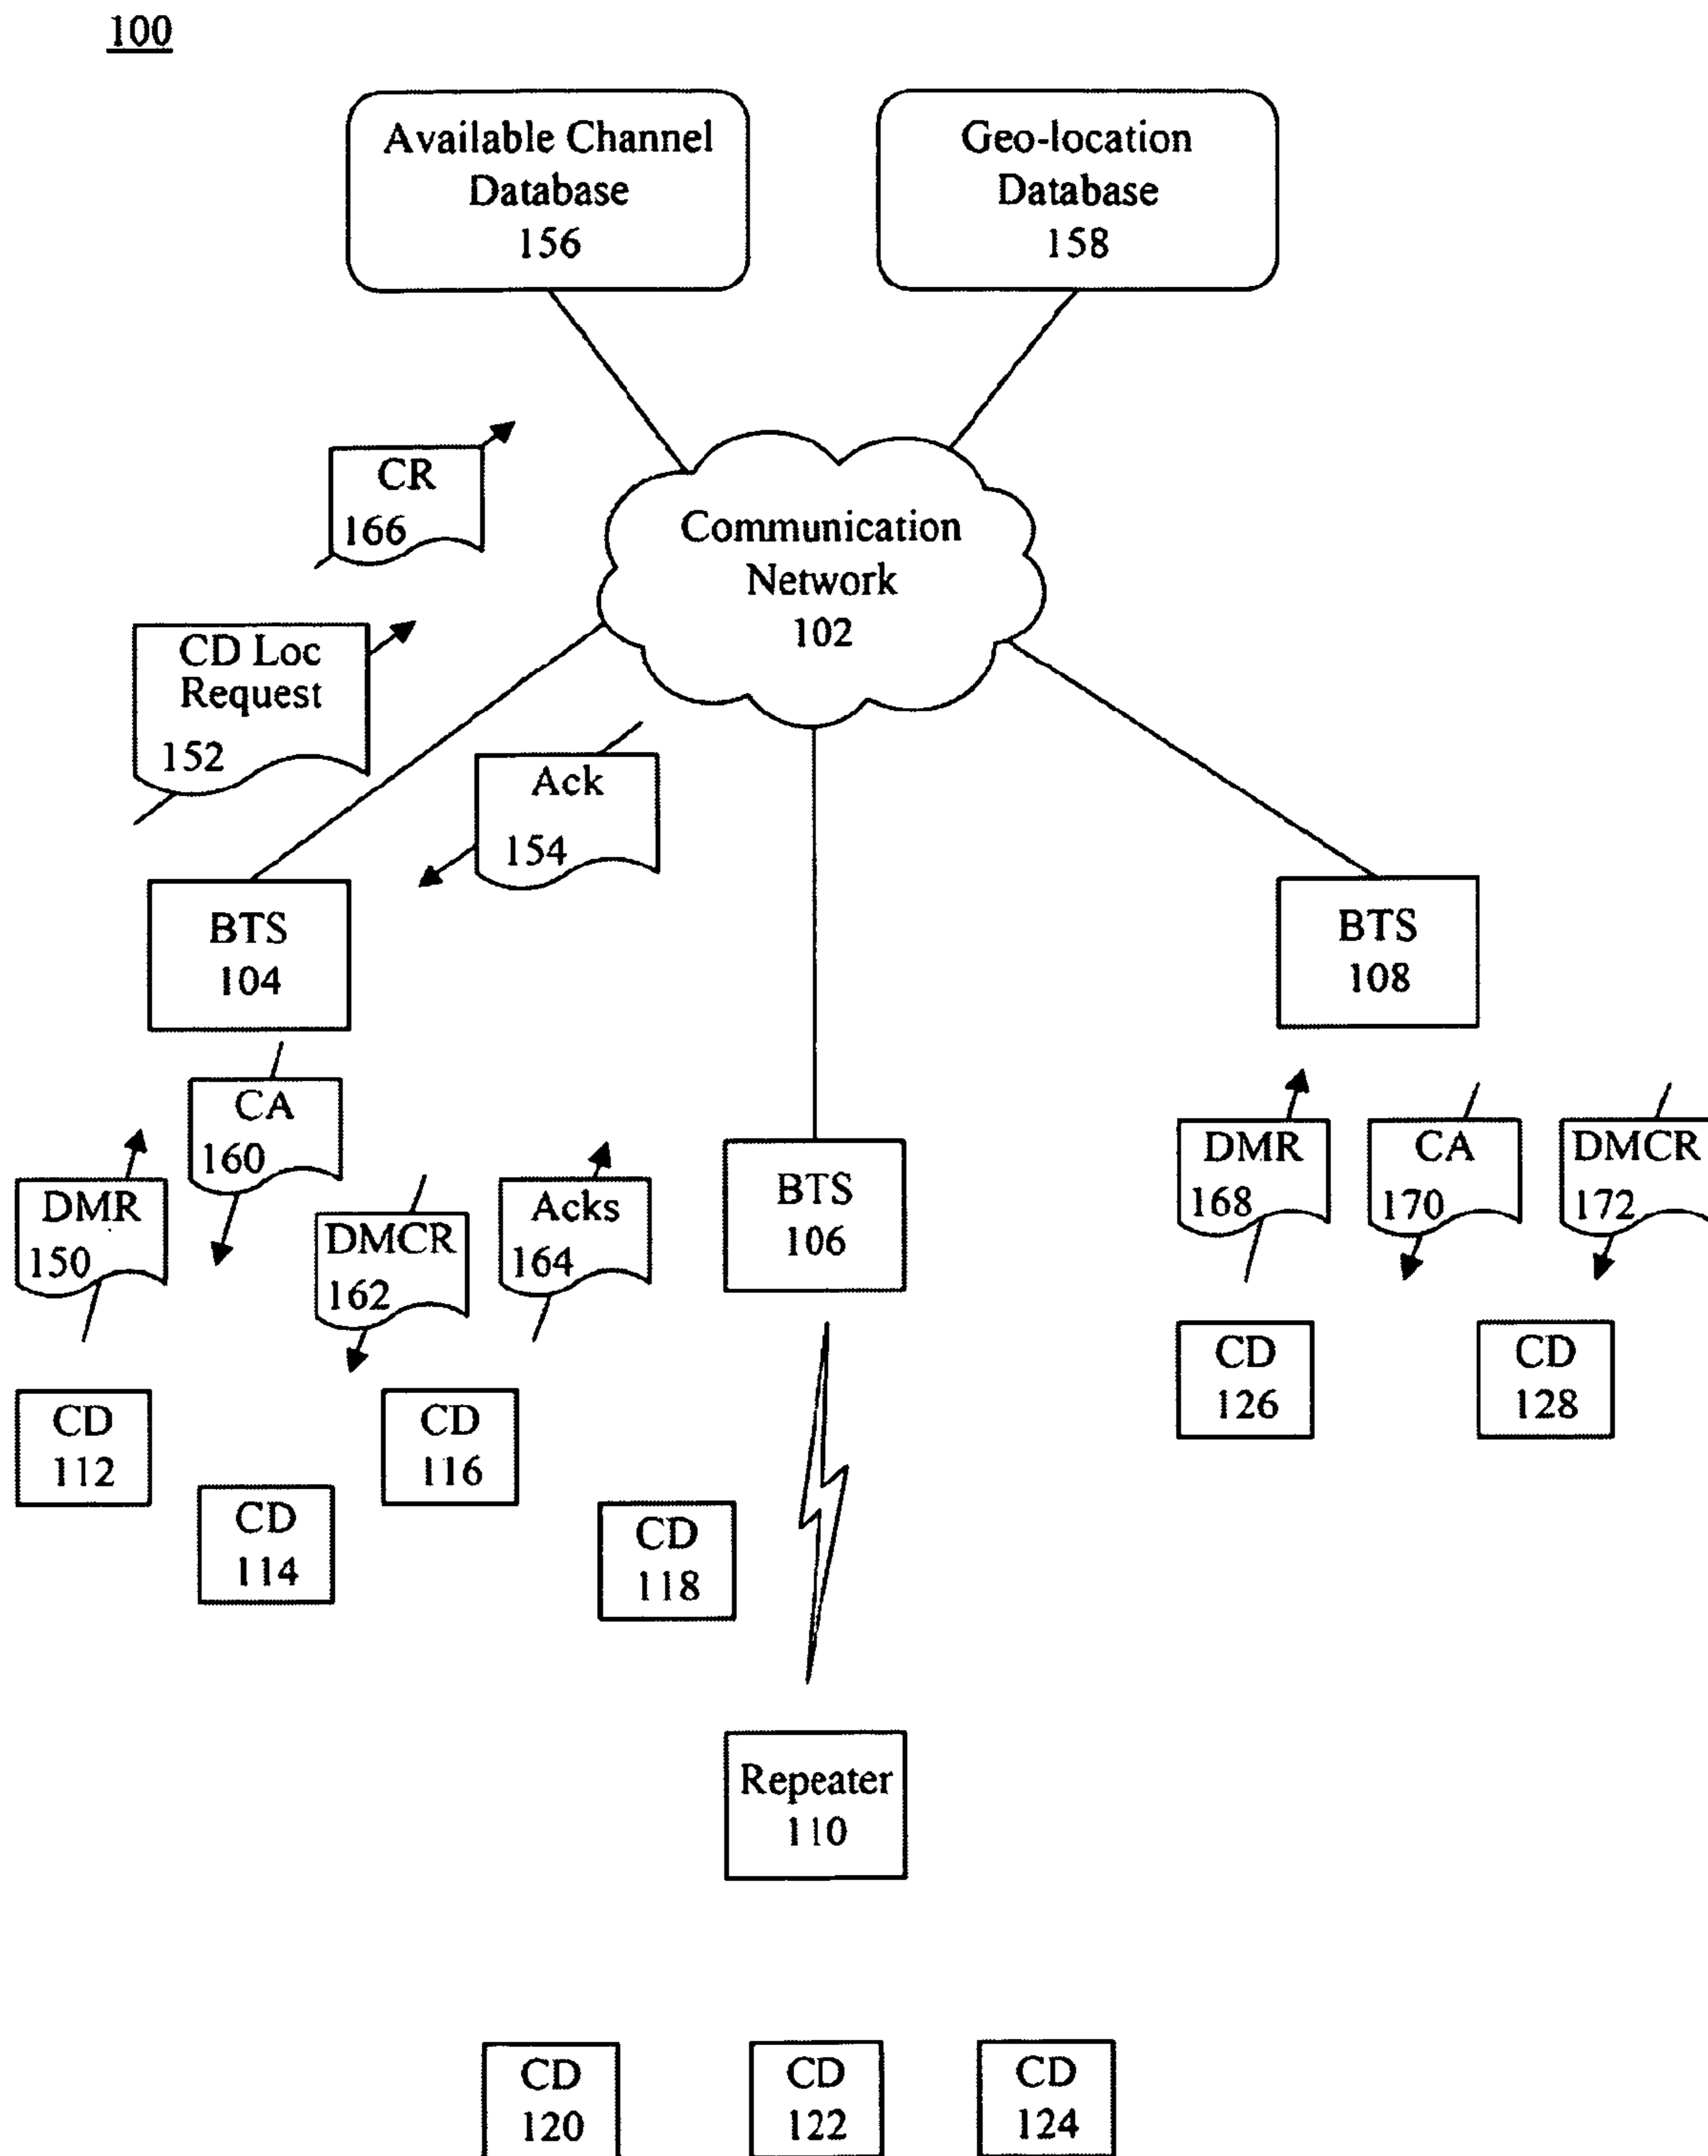 100
Available Channel
Database
156
Geo-location
Database
158
CR
166
Communication
Network
102
CD Loc
Request
152
Ack
154
BTS
104
BTS
108
CA
160
DMR
150
DMCR
162
Acks
164
BTS
106
DMR
168
CA
170
DMCR
172
CD
126
CD
128
CD
112
CD
116
CD
114
CD
118
Repeater
110
CD
120
CD
122
CD
124